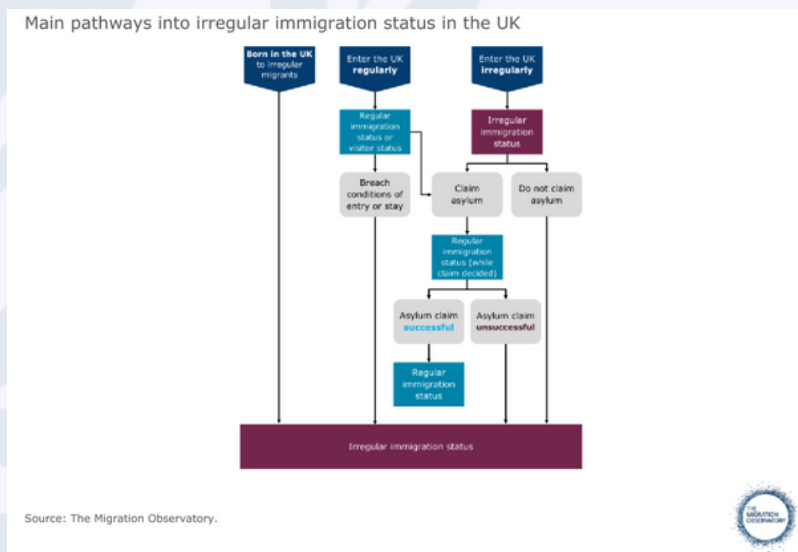 Main pathways into irregular immigration status in the UK
Born in the UK
to irregular
migrants
Enter the UK
regularly
Enter the UK
irregularly
Regular
immigration
status or
visitor status
Irregular
immigration
status
Breach
conditions of
entry or stay
Claim
asylum
Do not claim
asylum
Regular
immigration
status (while
claim decided)
Asylum claim
successful
Asylum claim
unsuccessful
Regular
immigration
status
Irregular immigration status
Source: The Migration Observatory.
THE
MIGRATION
OBSERVATORY